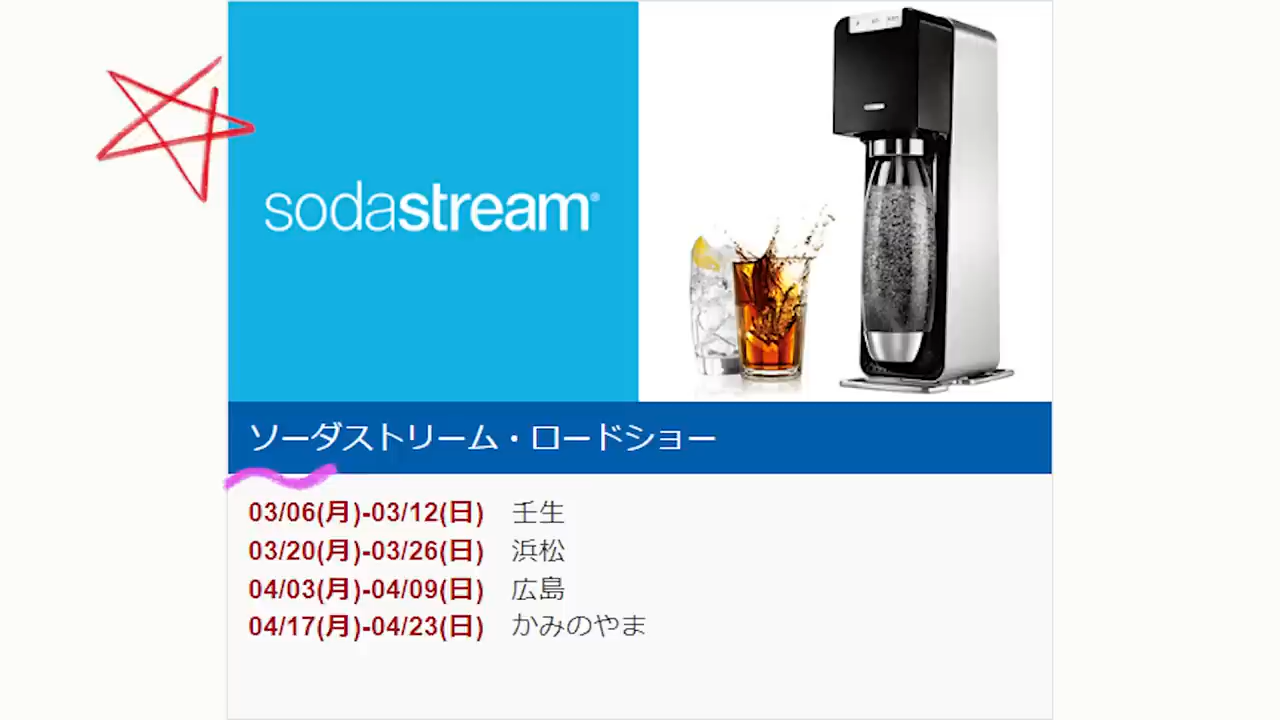 sodastream®
ソーダストリーム・ロードショー
03/06(月)-03/12(日) 壬生
03/20(月)-03/26(日) 浜松
04/03(月)-04/09(日) 広島
04/17(月)-04/23(日) かみのやま